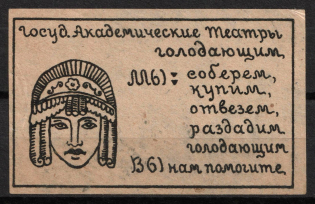 госуд. Академические Театры
голодающим,
МЫ: соберем,
купим,
отвезем,
раздадим
голодающим
ВЫ нам помогите.